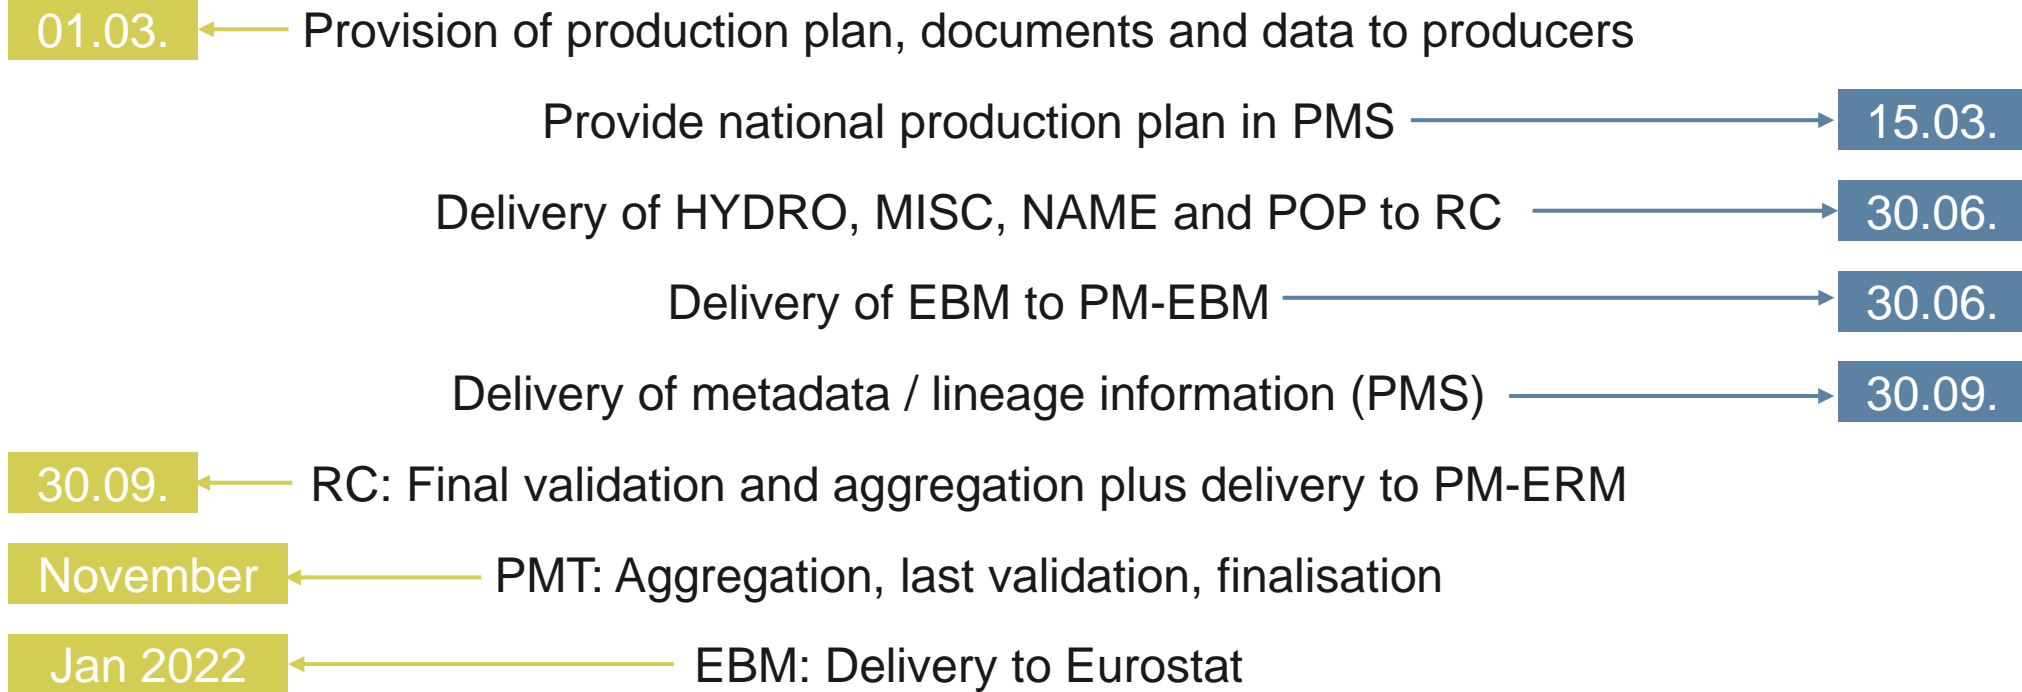 01.03. Provision of production plan, documents and data to producers
Provide national production plan in PMS 15.03.
Delivery of HYDRO, MISC, NAME and POP to RC 30.06.
Delivery of EBM to PM-EBM 30.06.
Delivery of metadata / lineage information (PMS) 30.09.
30.09. RC: Final validation and aggregation plus delivery to PM-ERM
November PMT: Aggregation, last validation, finalisation
Jan 2022 EBM: Delivery to Eurostat